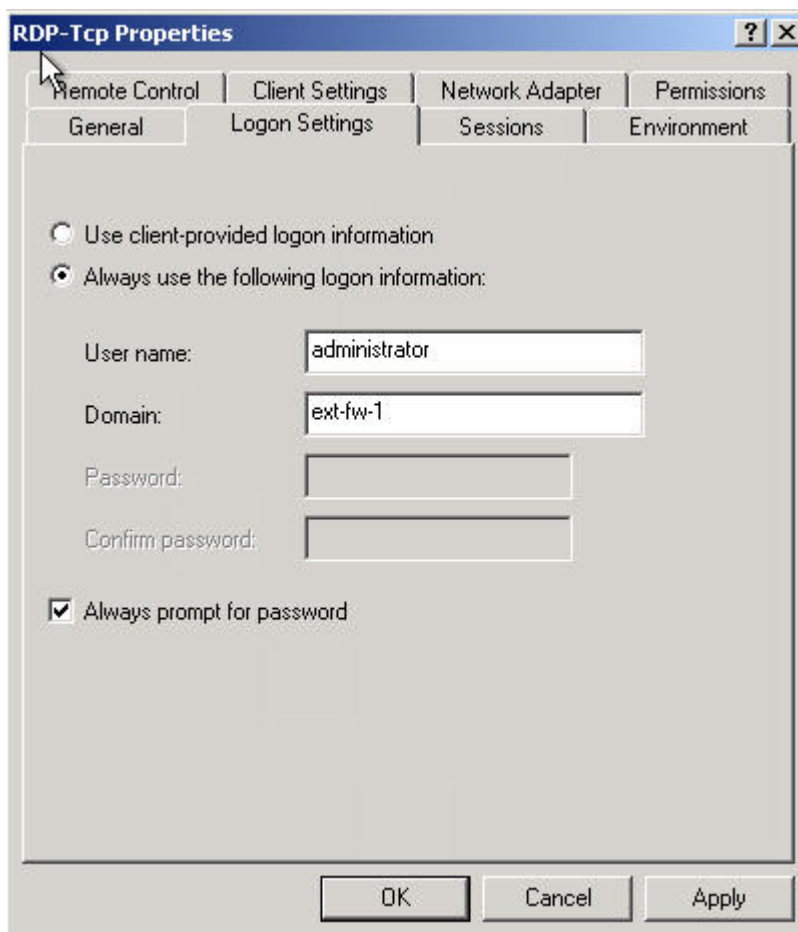 RDP-Tcp Properties
Remote Control Client Settings Network Adapter Permissions
General Logon Settings Sessions Environment
Use client-provided logon information
Always use the following logon information:
User name: administrator
Domain: ext-fw-1
Password:
Confirm password:
Always prompt for password
OK Cancel Apply